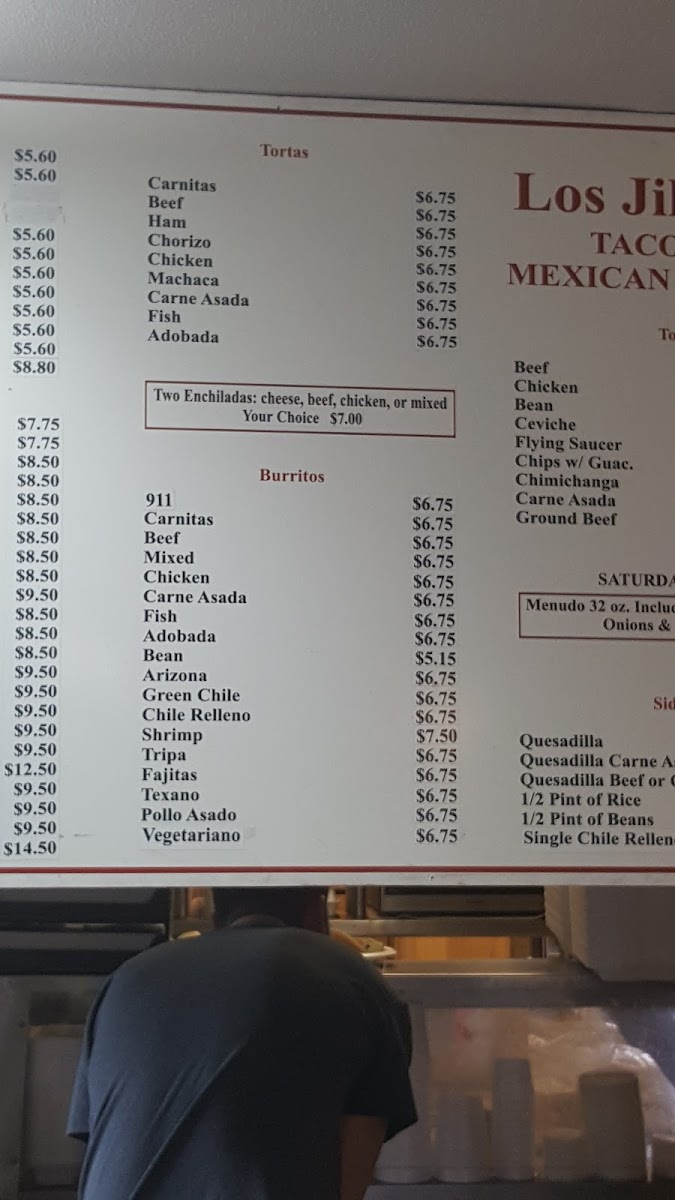 $5.60
$5.60
$5.60
$5.60
$5.60
$5.60
$5.60
$5.60
$5.60
$8.80
$7.75
$7.75
$8.50
$8.50
$8.50
$8.50
$8.50
$8.50
$8.50
$9.50
$8.50
$8.50
$8.50
$9.50
$9.50
$9.50
$9.50
$9.50
$12.50
$9.50
$9.50
$9.50
$14.50
Tortas
Carnitas $6.75
Beef $6.75
Ham $6.75
Chorizo $6.75
Chicken $6.75
Machaca $6.75
Carne Asada $6.75
Fish $6.75
Adobada $6.75
Two Enchiladas: cheese, beef, chicken, or mixed
Your Choice $7.00
Burritos
911 $6.75
Carnitas $6.75
Beef $6.75
Mixed $6.75
Chicken $6.75
Carne Asada $6.75
Fish $6.75
Adobada $6.75
Bean $5.15
Arizona $6.75
Green Chile $6.75
Chile Relleno $6.75
Shrimp $7.50
Tripa $6.75
Fajitas $6.75
Texano $6.75
Pollo Asado $6.75
Vegetariano $6.75
Los Jil
TACO
MEXICAN
To
Beef
Chicken
Bean
Ceviche
Flying Saucer
Chips w/ Guac.
Chimichanga
Carne Asada
Ground Beef
SATURDA
Menudo 32 oz. Includ
Onions &
Sid
Quesadilla
Quesadilla Carne A
Quesadilla Beef or
1/2 Pint of Rice
1/2 Pint of Beans
Single Chile Rellen